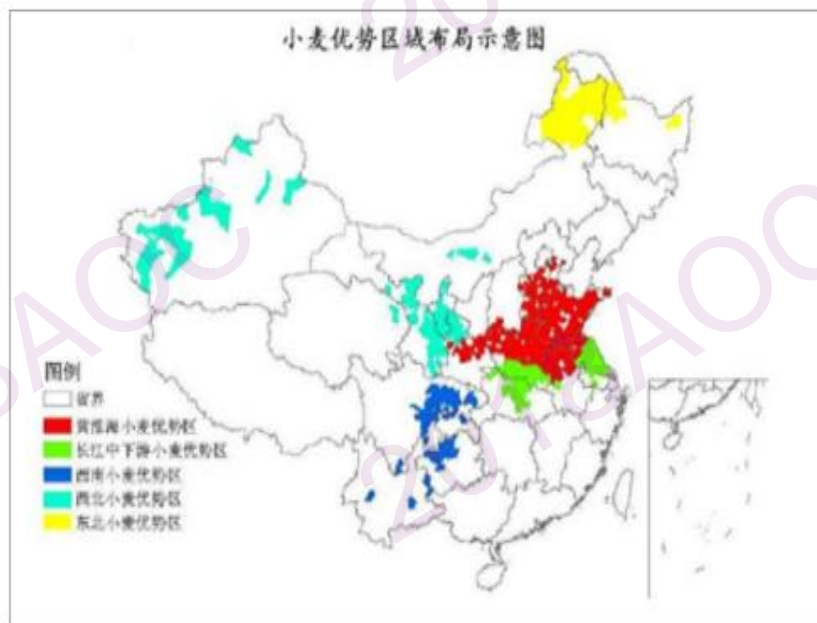 小麦优势区域布局示意图
图例
省界
黄淮海小麦优势区
长江中下游小麦优势区
西南小麦优势区
西北小麦优势区
东北小麦优势区